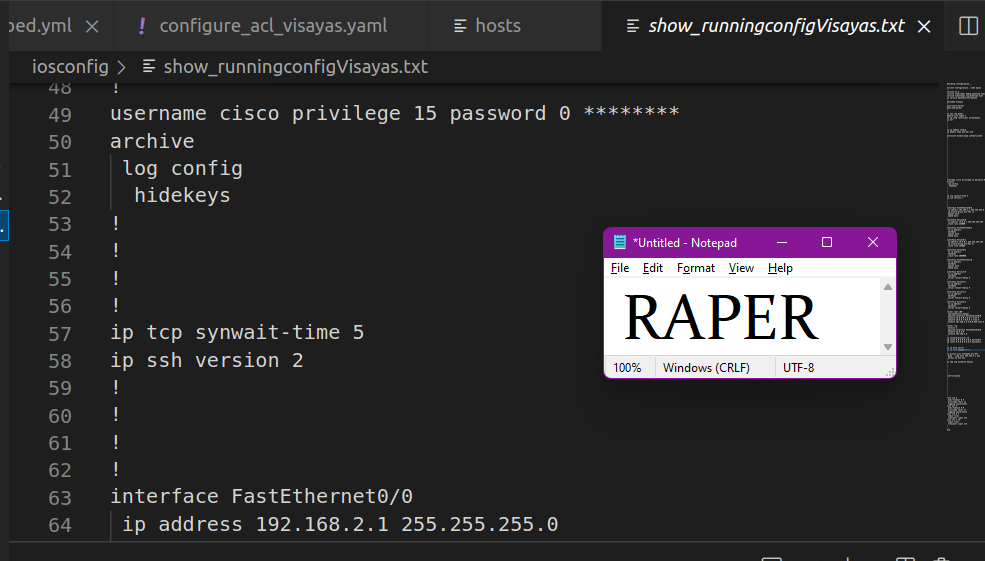 ped.yml
! configure_acl_visayas.yaml
hosts
show_runningconfigVisayas.txt
iosconfig > show_runningconfigVisayas.txt
48 !
49 username cisco privilege 15 password 0 ********
50 archive
51 log config
52 hidekeys
53 !
54 !
55 !
56 !
57 ip tcp synwait-time 5
58 ip ssh version 2
59 !
60 !
61 !
62 !
63 interface FastEthernet0/0
64 ip address 192.168.2.1 255.255.255.0
*Untitled - Notepad
File Edit Format View Help
RAPER
100% Windows (CRLF) UTF-8